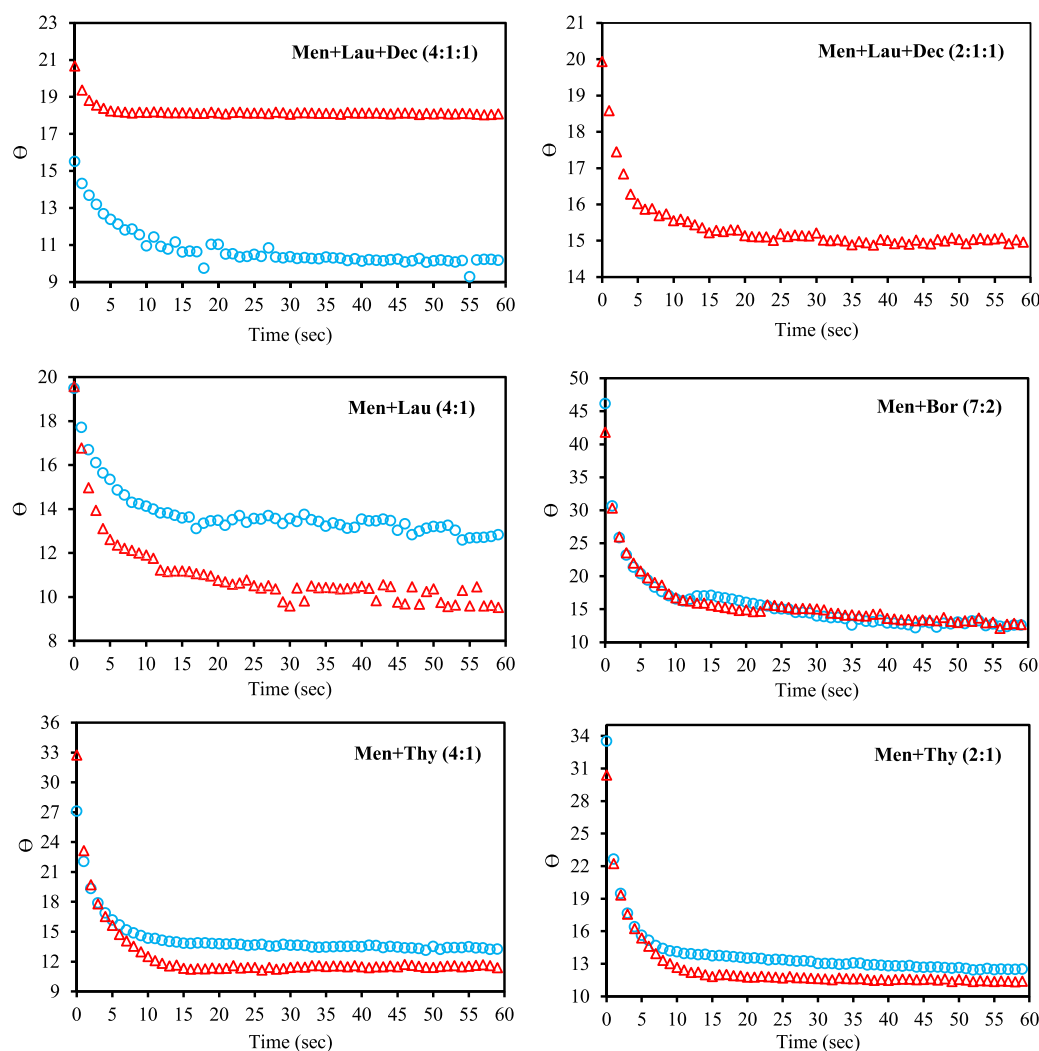 Men+Lau+Dec (4:1:1)
23
21
19
17
15
13
11
9
Ө
0 5 10 15 20 25 30 35 40 45 50 55 60
Time (sec)
Men+Lau+Dec (2:1:1)
21
20
19
18
17
16
15
14
Ө
0 5 10 15 20 25 30 35 40 45 50 55 60
Time (sec)
Men+Lau (4:1)
20
18
16
14
12
10
8
Ө
0 5 10 15 20 25 30 35 40 45 50 55 60
Time (sec)
Men+Bor (7:2)
50
45
40
35
30
25
20
15
10
Ө
0 5 10 15 20 25 30 35 40 45 50 55 60
Time (sec)
Men+Thy (4:1)
36
33
30
27
24
21
18
15
12
9
Ө
0 5 10 15 20 25 30 35 40 45 50 55 60
Time (sec)
Men+Thy (2:1)
34
31
28
25
22
19
16
13
10
Ө
0 5 10 15 20 25 30 35 40 45 50 55 60
Time (sec)